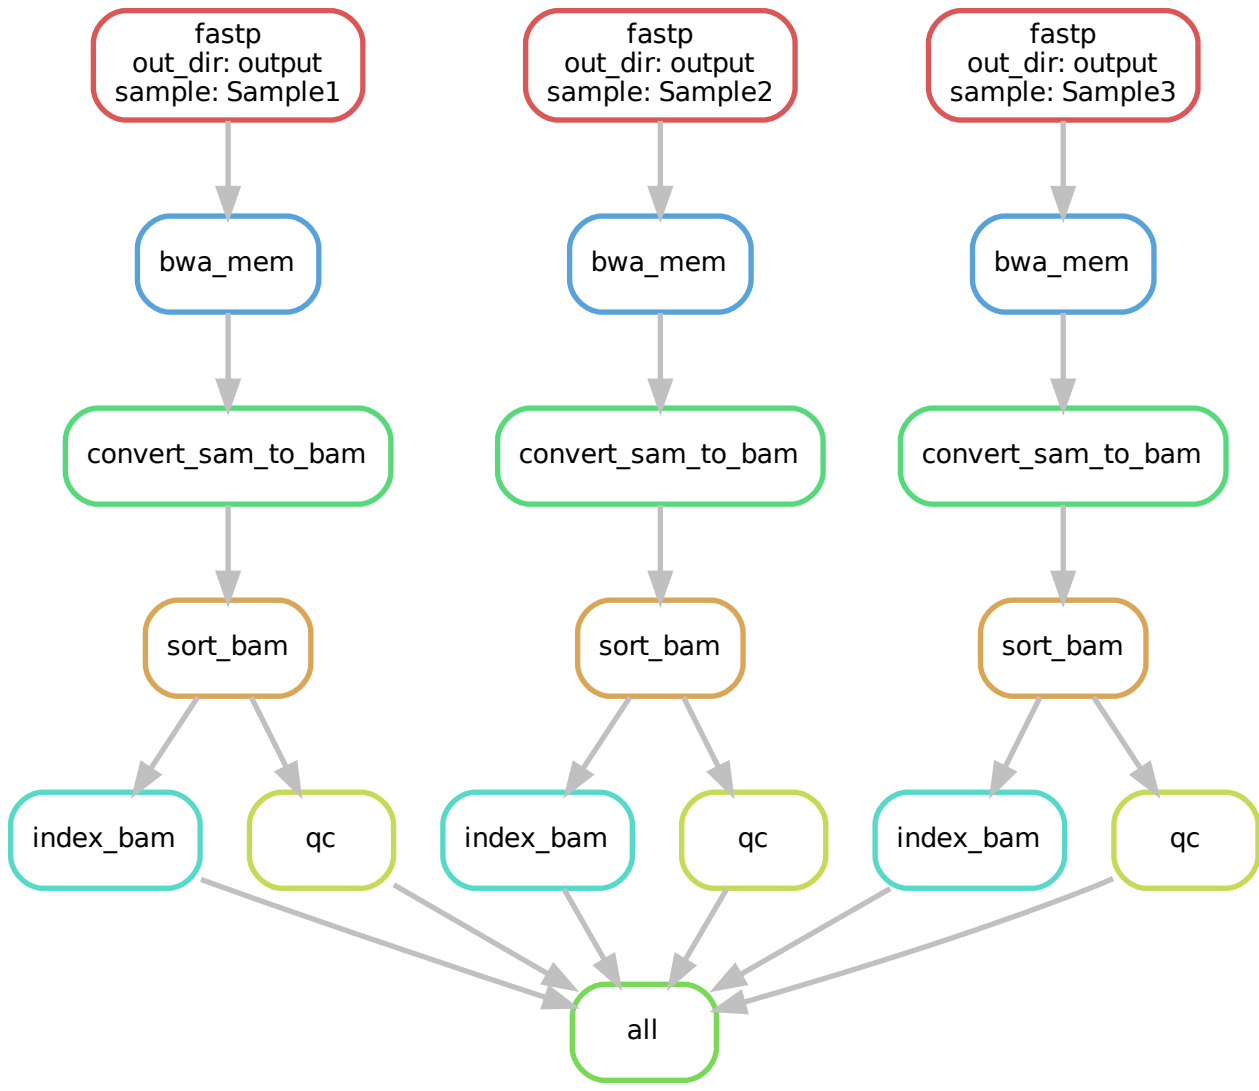 fastp
out_dir: output
sample: Sample1
fastp
out_dir: output
sample: Sample2
fastp
out_dir: output
sample: Sample3
bwa_mem
bwa_mem
bwa_mem
convert_sam_to_bam
convert_sam_to_bam
convert_sam_to_bam
sort_bam
sort_bam
sort_bam
index_bam
qc
index_bam
qc
index_bam
qc
all